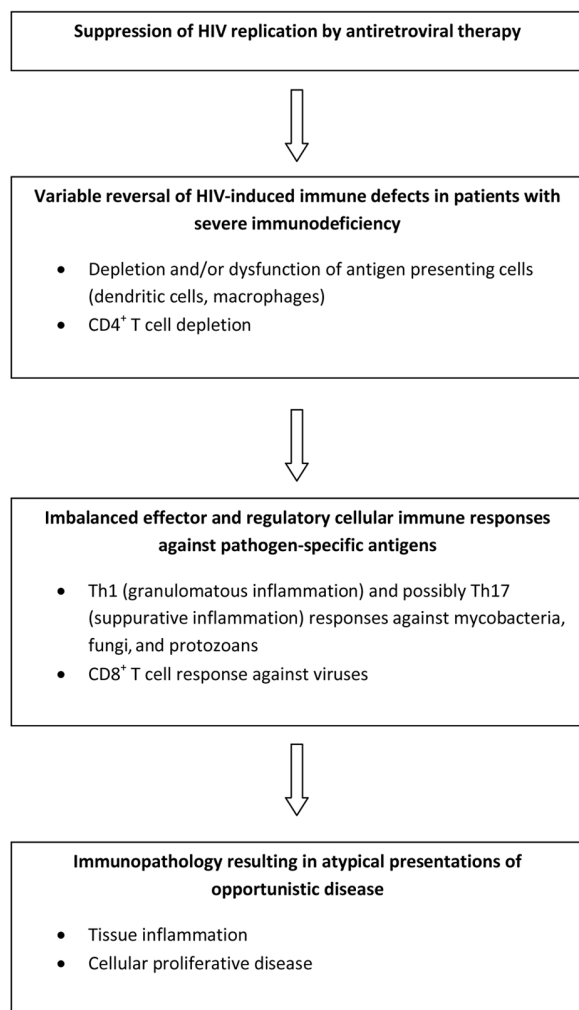 Suppression of HIV replication by antiretroviral therapy
Variable reversal of HIV-induced immune defects in patients with
severe immunodeficiency
• Depletion and/or dysfunction of antigen presenting cells
(dendritic cells, macrophages)
• CD4⁺ T cell depletion
Imbalanced effector and regulatory cellular immune responses
against pathogen-specific antigens
• Th1 (granulomatous inflammation) and possibly Th17
(suppurative inflammation) responses against mycobacteria,
fungi, and protozoans
• CD8⁺ T cell response against viruses
Immunopathology resulting in atypical presentations of
opportunistic disease
• Tissue inflammation
• Cellular proliferative disease